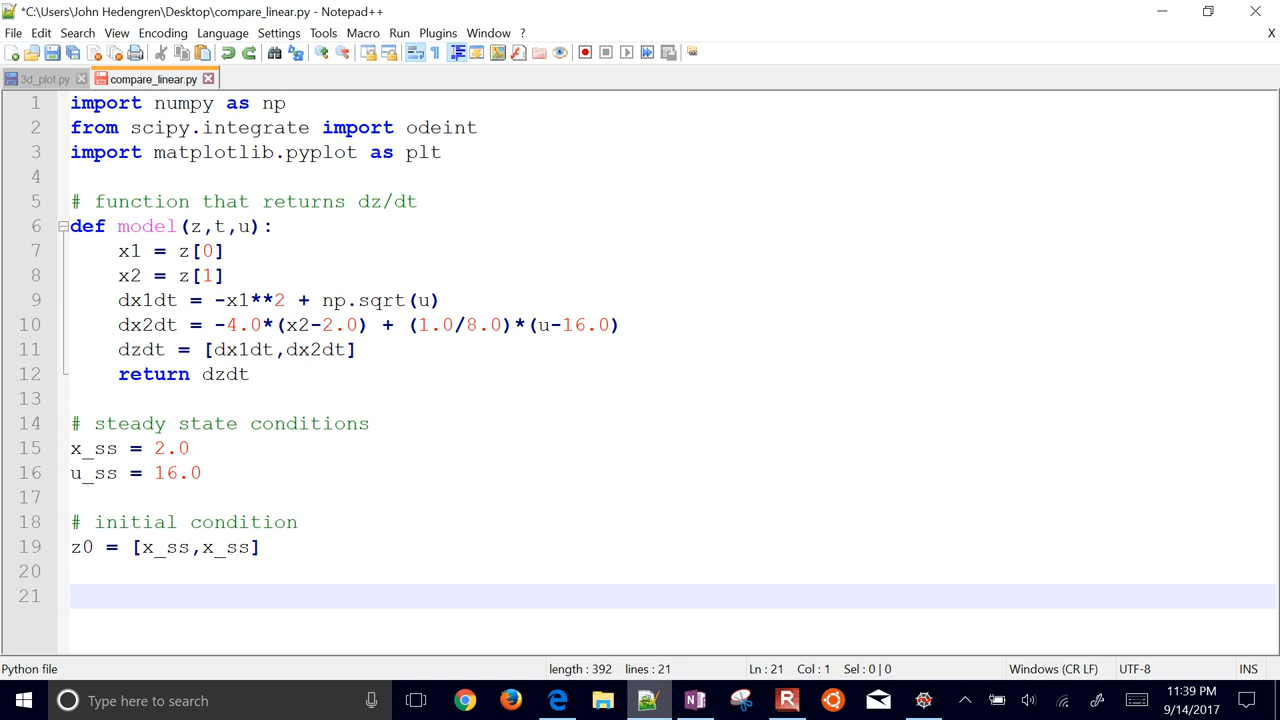 *C:\Users\John Hedengren\Desktop\compare_linear.py - Notepad++
File Edit Search View Encoding Language Settings Tools Macro Run Plugins Window ? X
3d_plot.py compare_linear.py
1 import numpy as np
2 from scipy.integrate import odeint
3 import matplotlib.pyplot as plt
4
5 # function that returns dz/dt
6 def model(z,t,u):
7 x1 = z[0]
8 x2 = z[1]
9 dx1dt = -x1**2 + np.sqrt(u)
10 dx2dt = -4.0*(x2-2.0) + (1.0/8.0)*(u-16.0)
11 dzdt = [dx1dt,dx2dt]
12 return dzdt
13
14 # steady state conditions
15 x_ss = 2.0
16 u_ss = 16.0
17
18 # initial condition
19 z0 = [x_ss,x_ss]
20
21
Python file length : 392 lines : 21 Ln : 21 Col : 1 Sel : 0 | 0 Windows (CR LF) UTF-8 INS
Type here to search
11:39 PM
9/14/2017